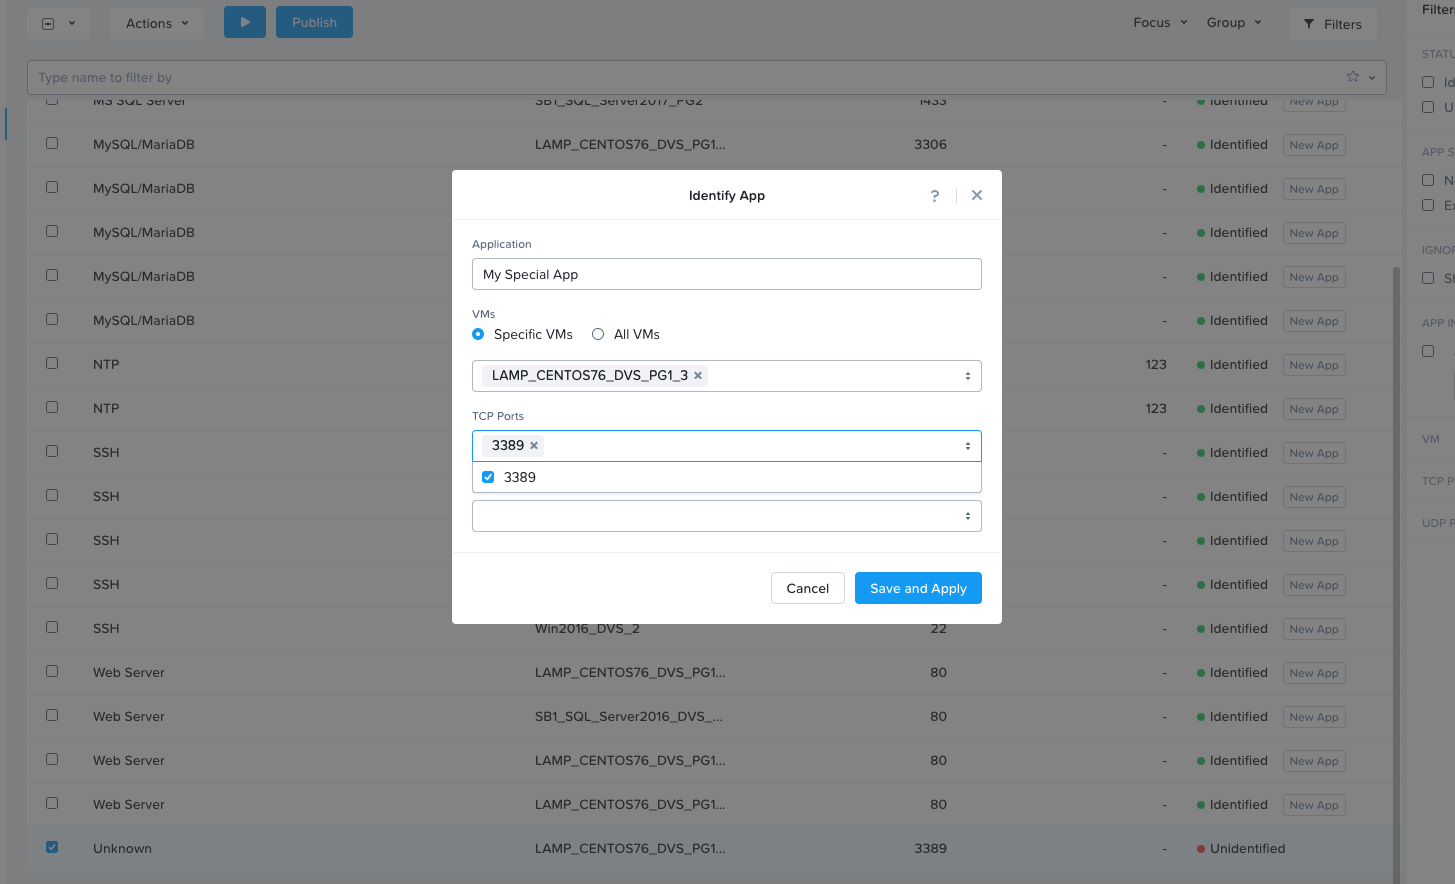 Actions
Publish
Focus
Group
Filters
Type name to filter by
MS SQL Server SB1_SQL_Server2017_PG2 1433 - Identified New App
MySQL/MariaDB LAMP_CENTOS76_DVS_PG1... 3306 - Identified New App
MySQL/MariaDB - Identified New App
MySQL/MariaDB - Identified New App
MySQL/MariaDB - Identified New App
MySQL/MariaDB - Identified New App
NTP 123 Identified New App
NTP 123 Identified New App
SSH - Identified New App
SSH - Identified New App
SSH - Identified New App
SSH - Identified New App
SSH Win2016_DVS_2 22 - Identified New App
Web Server LAMP_CENTOS76_DVS_PG1... 80 - Identified New App
Web Server SB1_SQL_Server2016_DVS_... 80 - Identified New App
Web Server LAMP_CENTOS76_DVS_PG1... 80 - Identified New App
Web Server LAMP_CENTOS76_DVS_PG1... 80 - Identified New App
Unknown LAMP_CENTOS76_DVS_PG1... 3389 - Unidentified
Identify App
?
Application
My Special App
VMs
Specific VMs All VMs
LAMP_CENTOS76_DVS_PG1_3
TCP Ports
3389
3389
Cancel Save and Apply
Filter
STATU
Id
U
APP S
N
Ex
IGNOR
SI
APP IN
VM
TCP P
UDP P